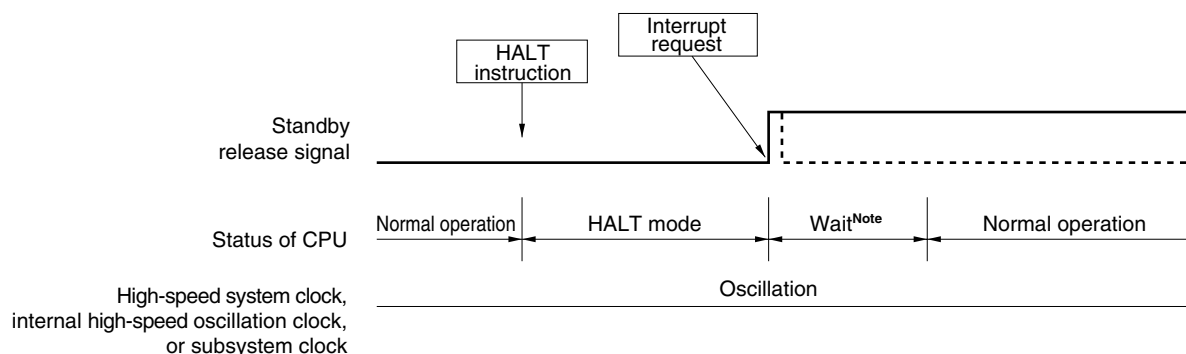 Interrupt
request
HALT
instruction
Standby
release signal
Status of CPU
Normal operation
HALT mode
WaitNote
Normal operation
High-speed system clock,
internal high-speed oscillation clock,
or subsystem clock
Oscillation